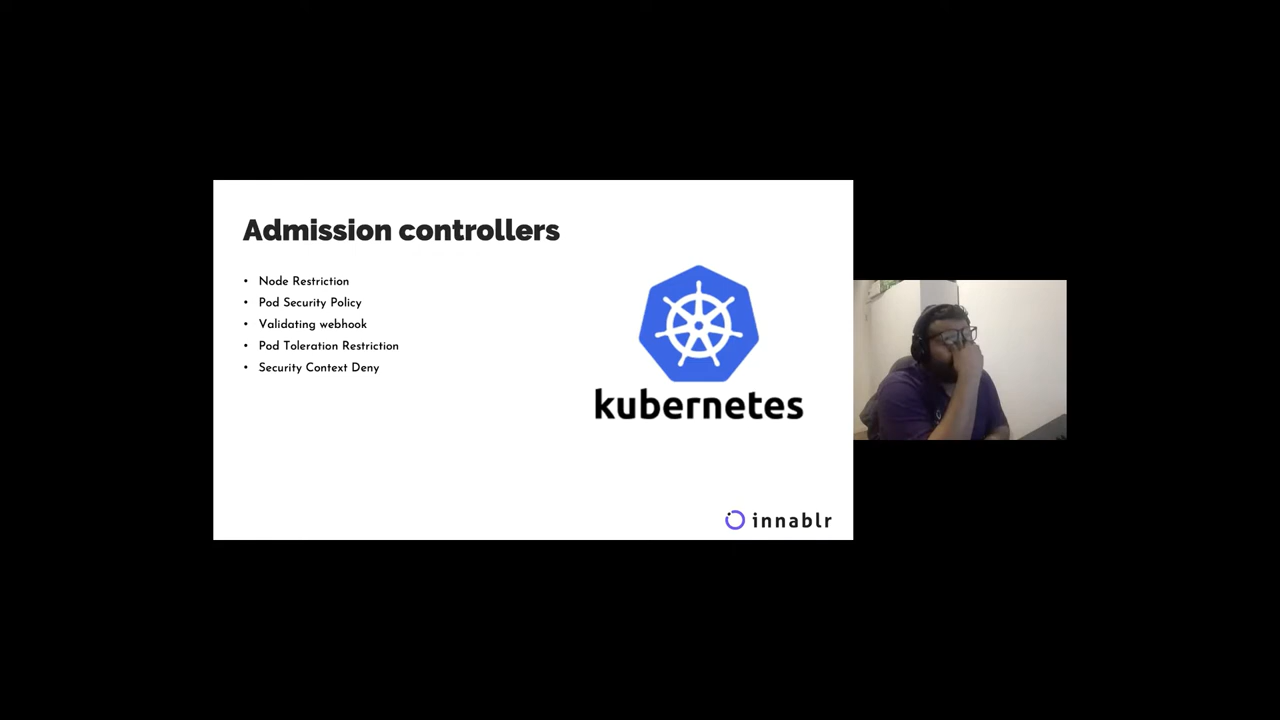 Admission controllers
• Node Restriction
• Pod Security Policy
• Validating webhook
• Pod Toleration Restriction
• Security Context Deny
kubernetes
innablr